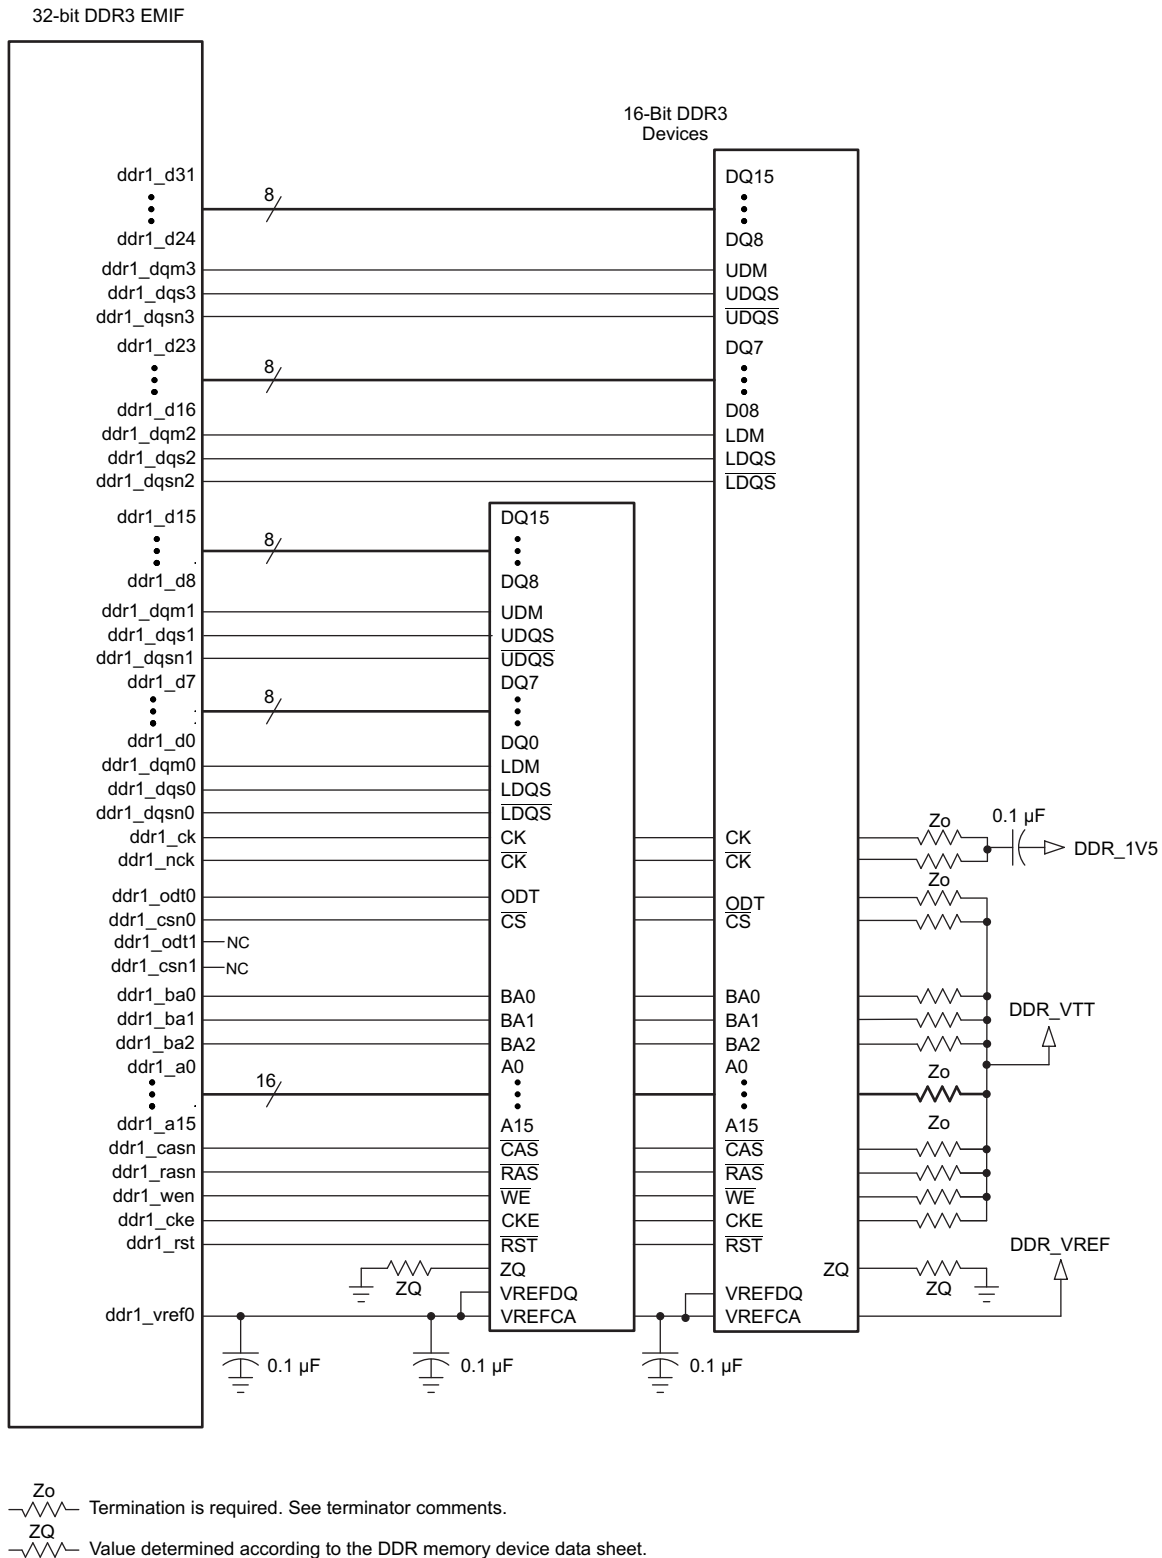 32-bit DDR3 EMIF
16-Bit DDR3
Devices
ddr1_d31
8
DQ15
ddr1_d24
DQ8
ddr1_dqm3
UDM
ddr1_dqs3
UDQS
ddr1_dqsn3
UDQS
ddr1_d23
8
DQ7
ddr1_d16
D08
ddr1_dqm2
LDM
ddr1_dqs2
LDQS
ddr1_dqsn2
LDQS
ddr1_d15
8
DQ15
ddr1_d8
DQ8
ddr1_dqm1
UDM
ddr1_dqs1
UDQS
ddr1_dqsn1
UDQS
ddr1_d7
8
DQ7
ddr1_d0
DQ0
ddr1_dqm0
LDM
ddr1_dqs0
LDQS
ddr1_dqsn0
LDQS
Zo
0.1 µF
ddr1_ck
CK
CK
DDR_1V5
ddr1_nck
CK
CK
Zo
ddr1_odt0
ODT
ODT
ddr1_csn0
CS
CS
ddr1_odt1
NC
ddr1_csn1
NC
ddr1_ba0
BA0
BA0
DDR_VTT
ddr1_ba1
BA1
BA1
ddr1_ba2
BA2
BA2
ddr1_a0
16
A0
A0
Zo
ddr1_a15
A15
A15
Zo
ddr1_casn
CAS
CAS
ddr1_rasn
RAS
RAS
ddr1_wen
WE
WE
ddr1_cke
CKE
CKE
ddr1_rst
RST
RST
DDR_VREF
ZQ
ZQ
ZQ
ZQ
VREFDQ
VREFDQ
ddr1_vref0
VREFCA
VREFCA
0.1 µF
0.1 µF
0.1 µF
Zo
Termination is required. See terminator comments.
ZQ
Value determined according to the DDR memory device data sheet.